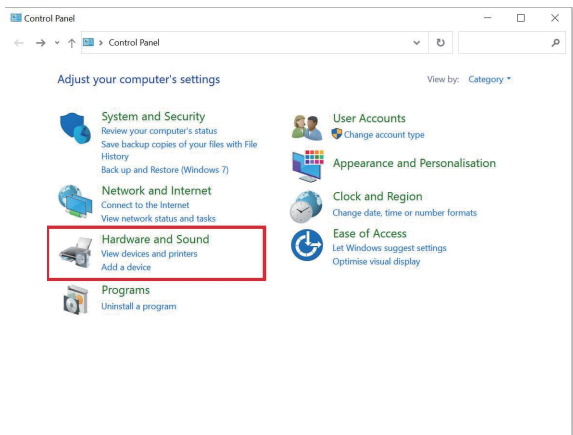 Control Panel
Control Panel
Adjust your computer's settings
View by: Category
System and Security
Review your computer's status
Save backup copies of your files with File
History
Back up and Restore (Windows 7)
Network and Internet
Connect to the Internet
View network status and tasks
Hardware and Sound
View devices and printers
Add a device
Programs
Uninstall a program
User Accounts
Change account type
Appearance and Personalisation
Clock and Region
Change date, time or number formats
Ease of Access
Let Windows suggest settings
Optimise visual display